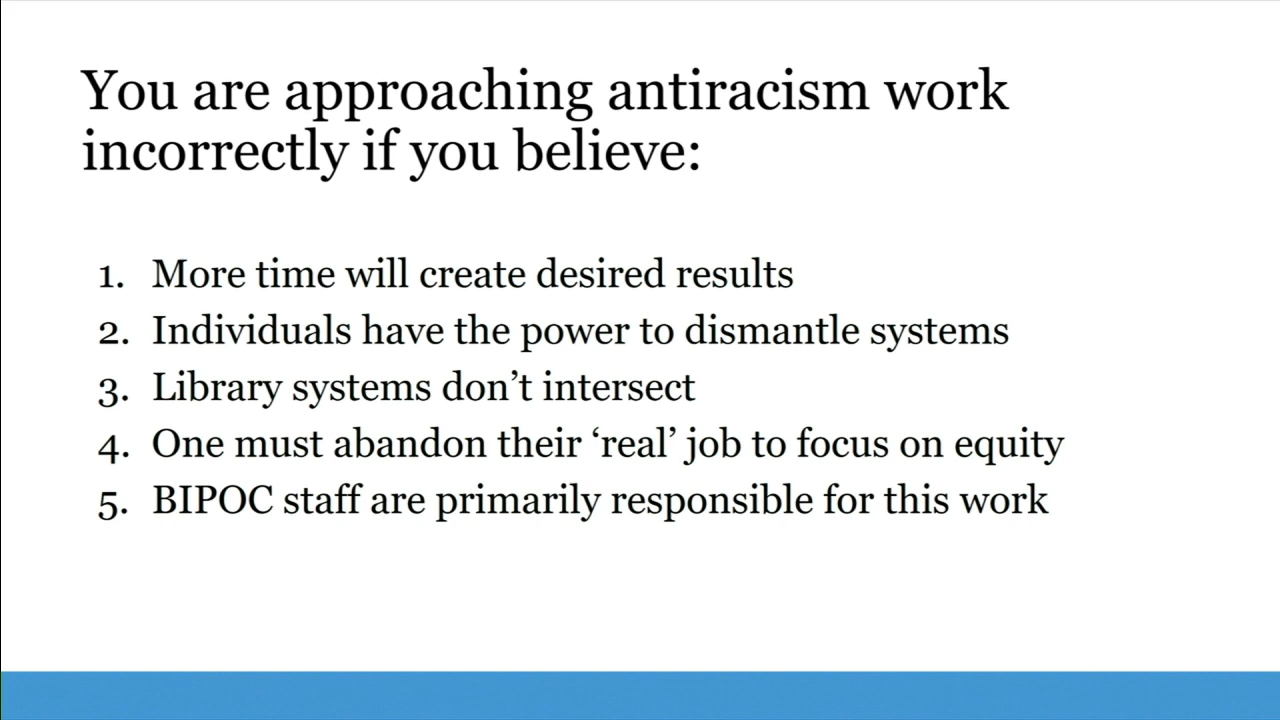 You are approaching antiracism work
incorrectly if you believe:
1. More time will create desired results
2. Individuals have the power to dismantle systems
3. Library systems don’t intersect
4. One must abandon their ‘real’ job to focus on equity
5. BIPOC staff are primarily responsible for this work